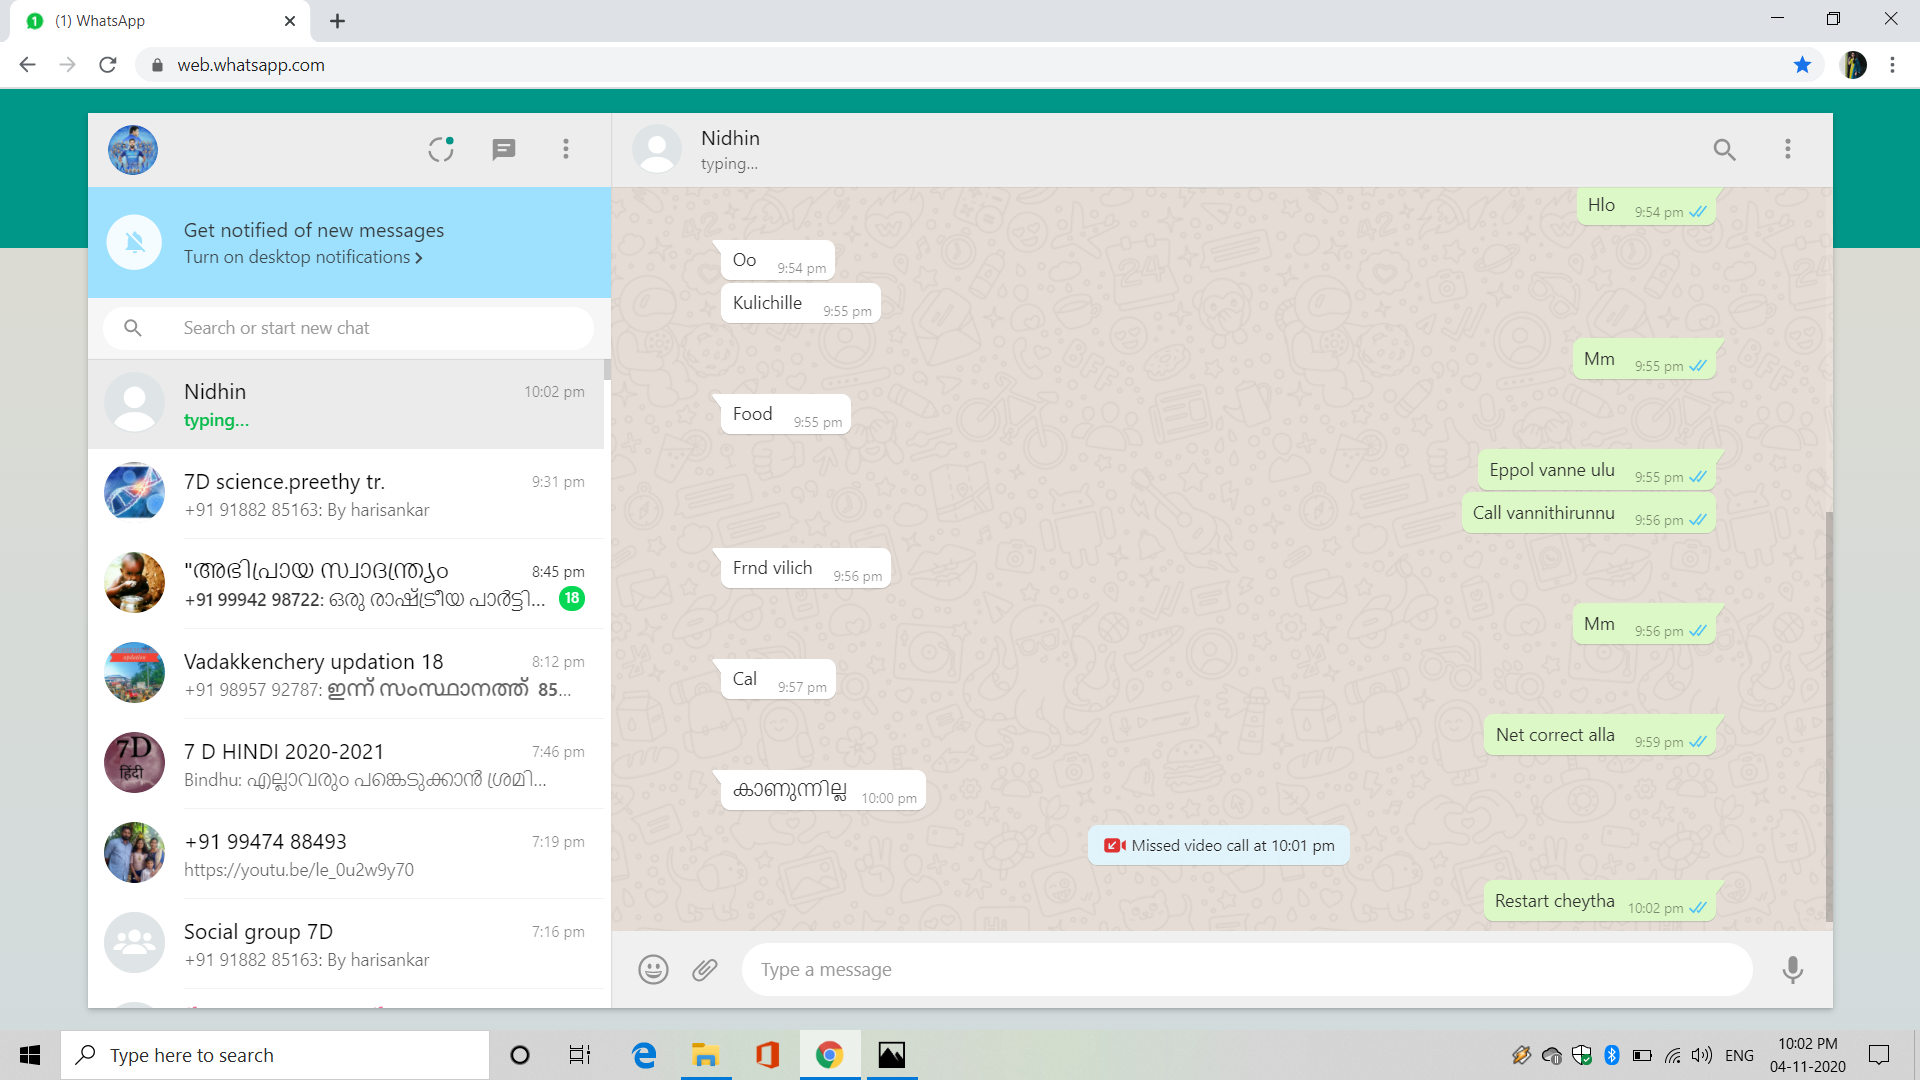 (1) WhatsApp
web.whatsapp.com
Get notified of new messages
Turn on desktop notifications
Search or start new chat
Nidhin
10:02 pm
typing...
7D science.preethy tr.
9:31 pm
+91 91882 85163: By harisankar
"അഭിപ്രായ സ്വാദന്ത്ര്യം
8:45 pm
+91 99942 98722: ഒരു രാഷ്ട്രീയ പാർട്ടി...
18
Vadakkenchery updation 18
8:12 pm
+91 98957 92787: ഇന്ന് സംസ്ഥാനത്ത് 85...
7D
हिंदी
7 D HINDI 2020-2021
7:46 pm
Bindhu: എല്ലാവരും പങ്കെടുക്കാൻ ശ്രമി...
+91 99474 88493
7:19 pm
https://youtu.be/le_0u2w9y70
Social group 7D
7:16 pm
+91 91882 85163: By harisankar
Nidhin
typing...
Hlo 9:54 pm
Oo 9:54 pm
Kulichille 9:55 pm
Mm 9:55 pm
Food 9:55 pm
Eppol vanne ulu 9:55 pm
Call vannithirunnu 9:56 pm
Frnd vilich 9:56 pm
Mm 9:56 pm
Cal 9:57 pm
Net correct alla 9:59 pm
കാണുന്നില്ല 10:00 pm
Missed video call at 10:01 pm
Restart cheytha 10:02 pm
Type a message
Type here to search
ENG
10:02 PM
04-11-2020